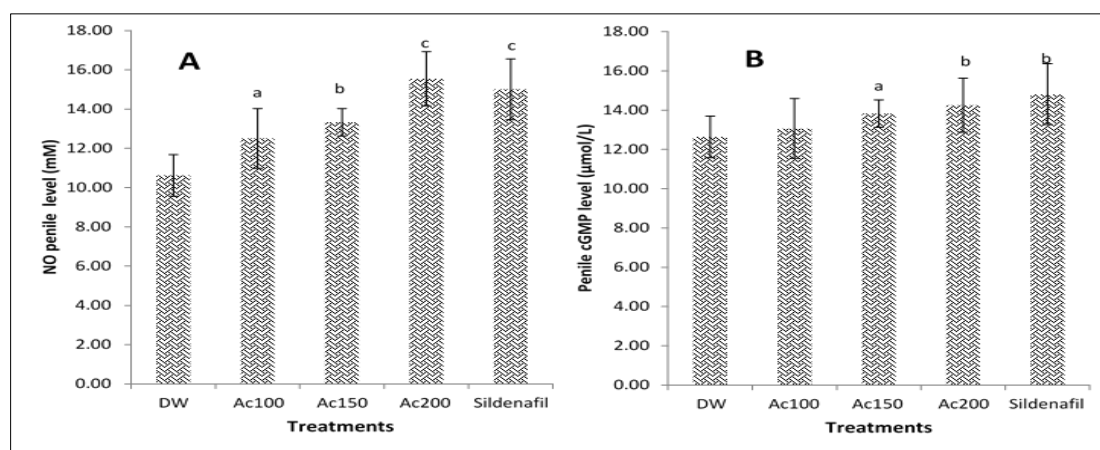 A
NO penile level (mM)
18.00
16.00
14.00
12.00
10.00
8.00
6.00
4.00
2.00
0.00
a
b
c
c
DW Ac100 Ac150 Ac200 Sildenafil
Treatments
B
Penile cGMP level (µmol/L)
18.00
16.00
14.00
12.00
10.00
8.00
6.00
4.00
2.00
0.00
a
b
b
DW Ac100 Ac150 Ac200 Sildenafil
Treatments